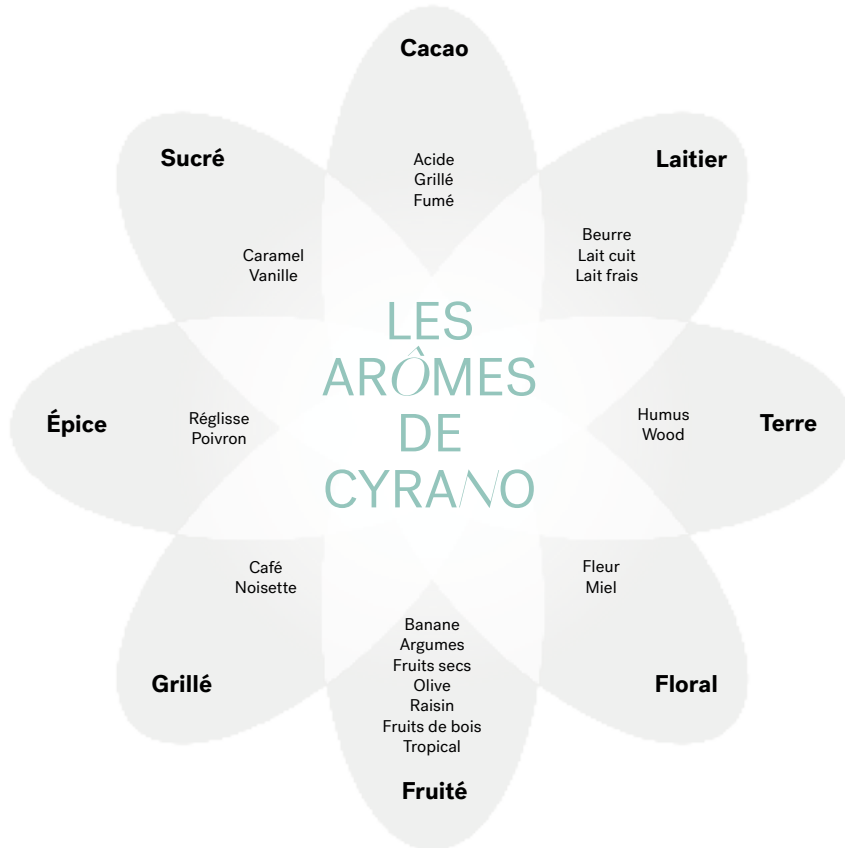 Cacao
Acide
Grillé
Fumé
Sucré
Caramel
Vanille
Laitier
Beurre
Lait cuit
Lait frais
LES
ARÔMES
DE
CYRANO
Épice
Réglisse
Poivron
Humus
Wood
Terre
Café
Noisette
Grillé
Fleur
Miel
Floral
Banane
Argumes
Fruits secs
Olive
Raisin
Fruits de bois
Tropical
Fruité